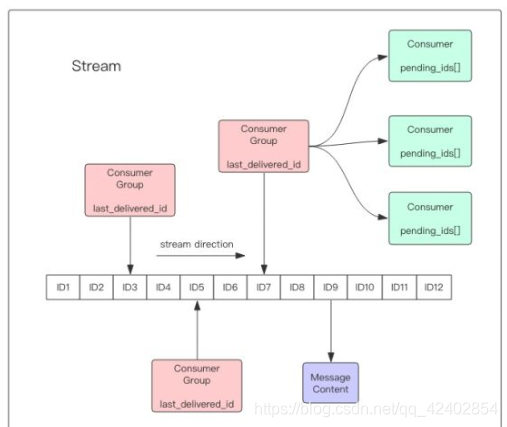 Consumer
pending_ids[]
Stream
Consumer
Group
last_delivered_id
Consumer
pending_ids[]
Consumer
Group
last_delivered_id
Consumer
pending_ids[]
stream direction
ID1 ID2 ID3 ID4 ID5 ID6 ID7 ID8 ID9 ID10 ID11 ID12
Consumer
Group
last_delivered_id
Message
Content
https://blog.csdn.net/qq_42402854